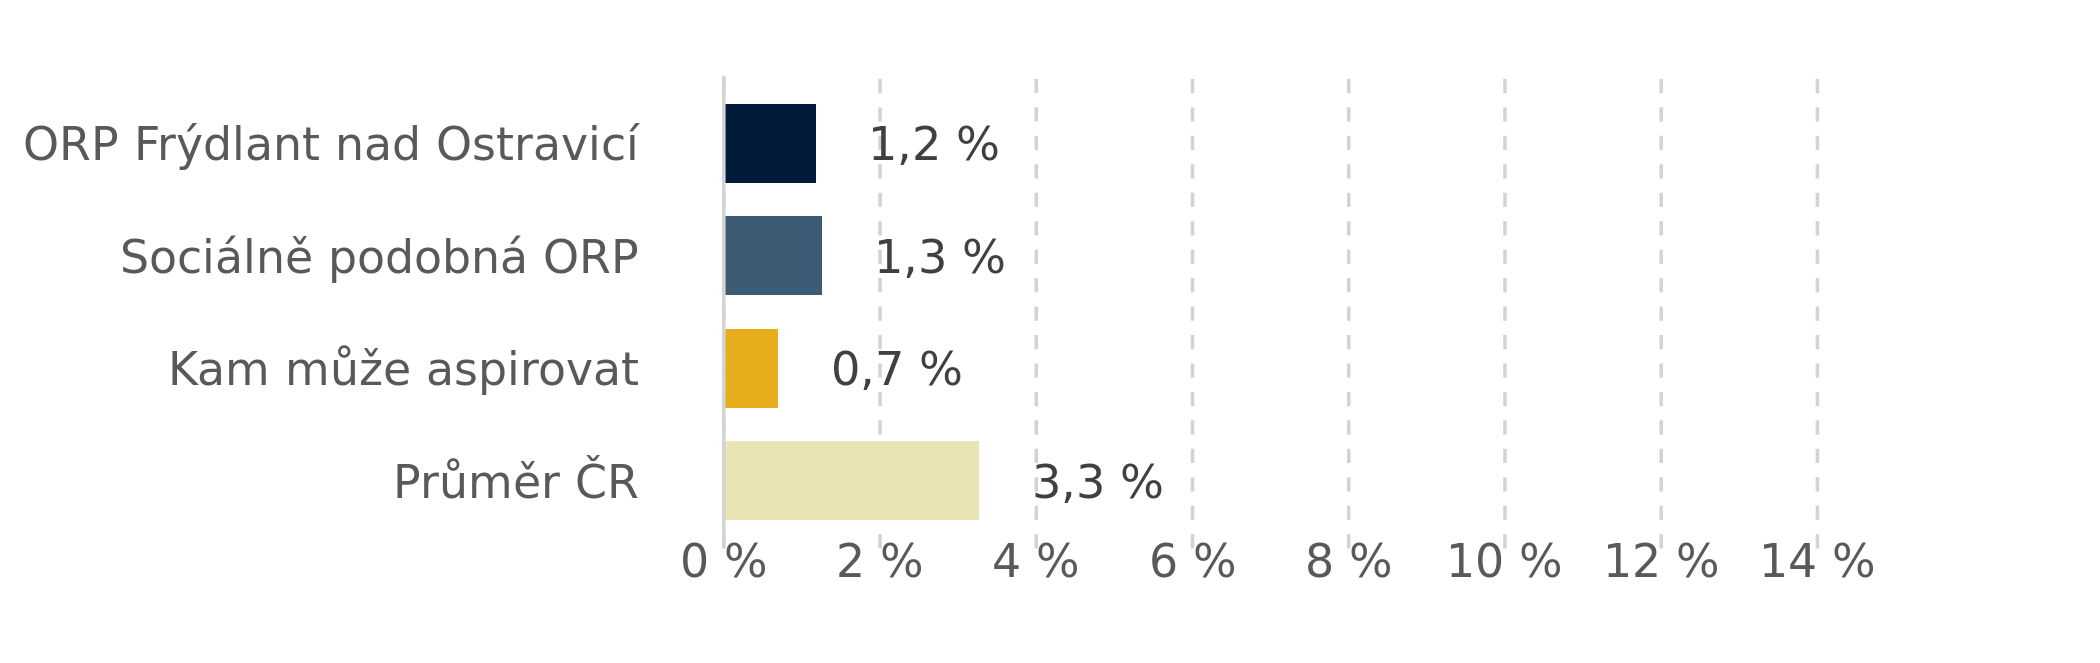 ORP Frýdlant nad Ostravicí 1,2 %
Sociálně podobná ORP 1,3 %
Kam může aspirovat 0,7 %
Průměr ČR 3,3 %
0 % 2 % 4 % 6 % 8 % 10 % 12 % 14 %